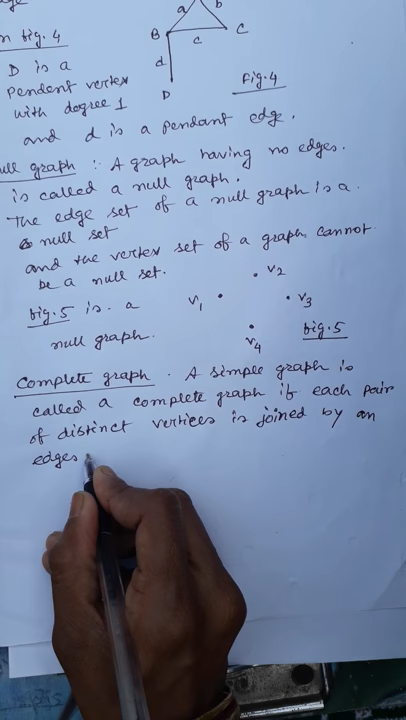 a b
n fig. 4
B C
c
D is a
d
pendent vertex
Fig. 4
with degree 1
D
and d is a pendant edge.
ull graph :- A graph having no edges.
is called a null graph.
The edge set of a null graph is a.
null set
and the vertex set of a graph cannot
be a null set.
V2
fig. 5 is. a
V1
V3
null graph.
V4
fig. 5
Complete graph . A simple graph is
called a complete graph if each pair
of distinct vertices is joined by an
edges